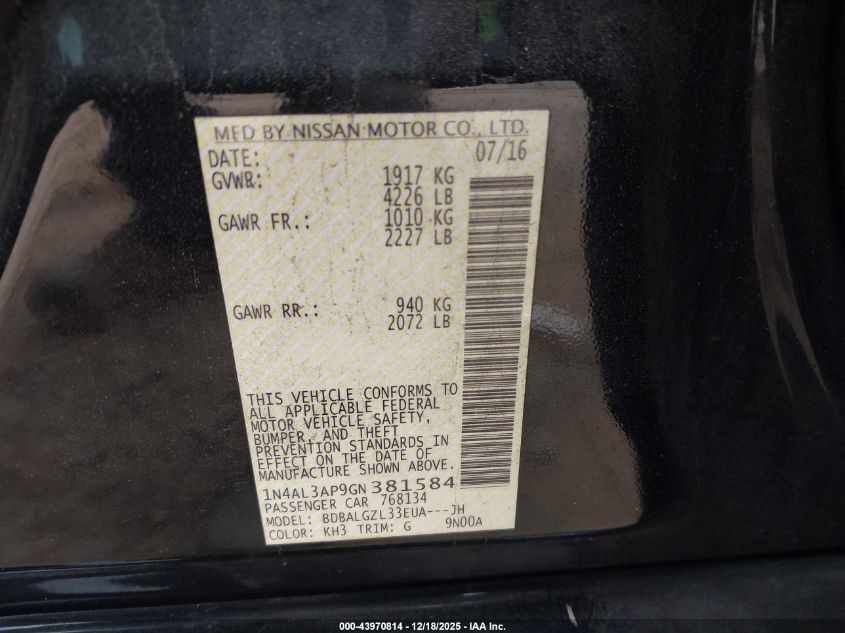 MFD BY NISSAN MOTOR CO., LTD.
DATE: 07/16
GVWR: 1917 KG
4226 LB
GAWR FR.: 1010 KG
2227 LB
GAWR RR.: 940 KG
2072 LB
THIS VEHICLE CONFORMS TO
ALL APPLICABLE FEDERAL
MOTOR VEHICLE SAFETY,
BUMPER, AND THEFT
PREVENTION STANDARDS IN
EFFECT ON THE DATE OF
MANUFACTURE SHOWN ABOVE.
1N4AL3AP9GN381584
PASSENGER CAR 768134
MODEL: BDBALGZL33EUA---JH
COLOR: KH3 TRIM: G 9N00A
000-43970814 - 12/18/2025 - IAA Inc.